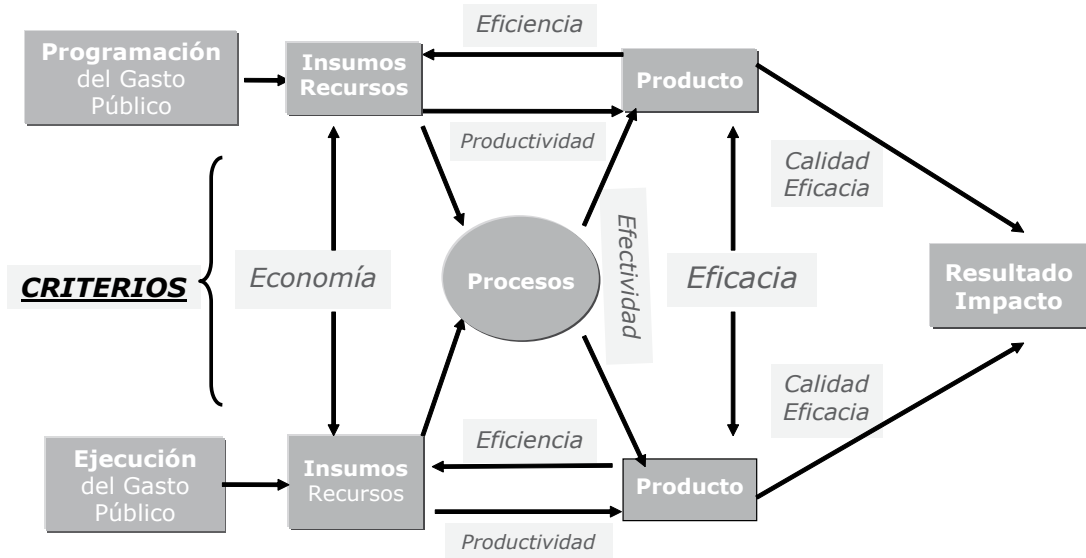 Eficiencia
Programación
del Gasto
Público
Insumos
Recursos
Producto
Productividad
Calidad
Eficacia
CRITERIOS
Economía
Procesos
Efectividad
Eficacia
Resultado
Impacto
Calidad
Eficacia
Ejecución
del Gasto
Público
Insumos
Recursos
Eficiencia
Producto
Productividad